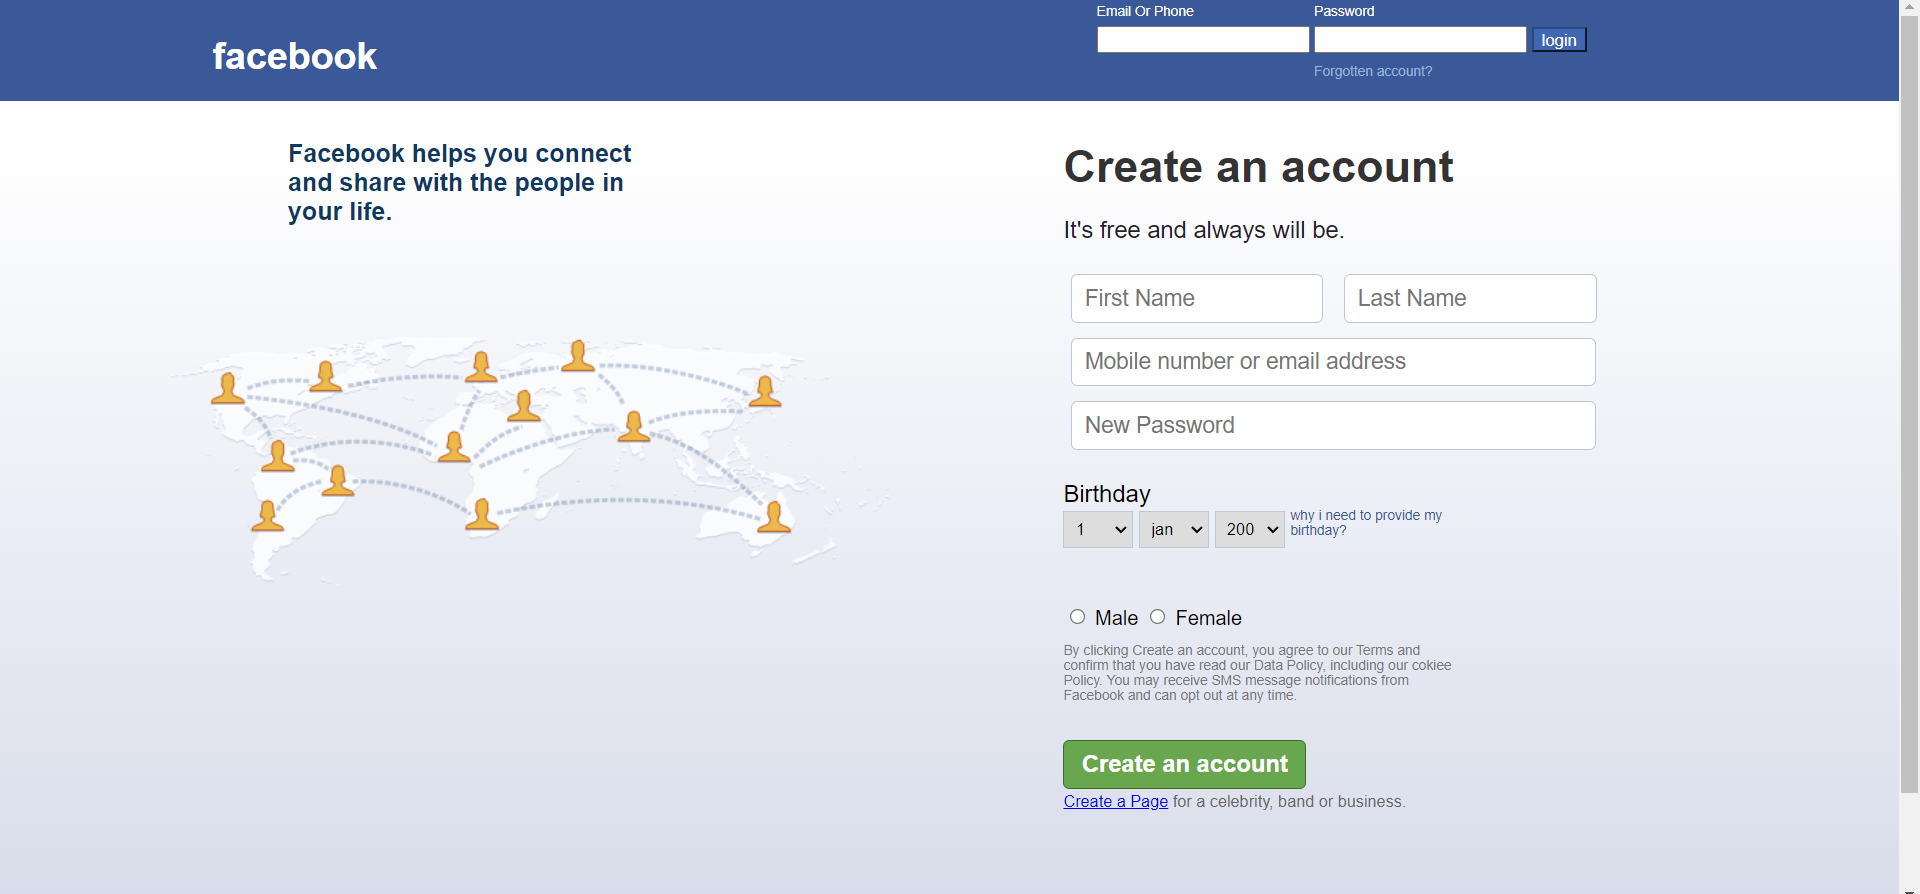 Email Or Phone Password
facebook
login
Forgotten account?
Facebook helps you connect
and share with the people in
your life.
Create an account
It's free and always will be.
First Name Last Name
Mobile number or email address
New Password
Birthday
1 jan 200
why i need to provide my
birthday?
Male Female
By clicking Create an account, you agree to our Terms and
confirm that you have read our Data Policy, including our cokiee
Policy. You may receive SMS message notifications from
Facebook and can opt out at any time.
Create an account
Create a Page for a celebrity, band or business.